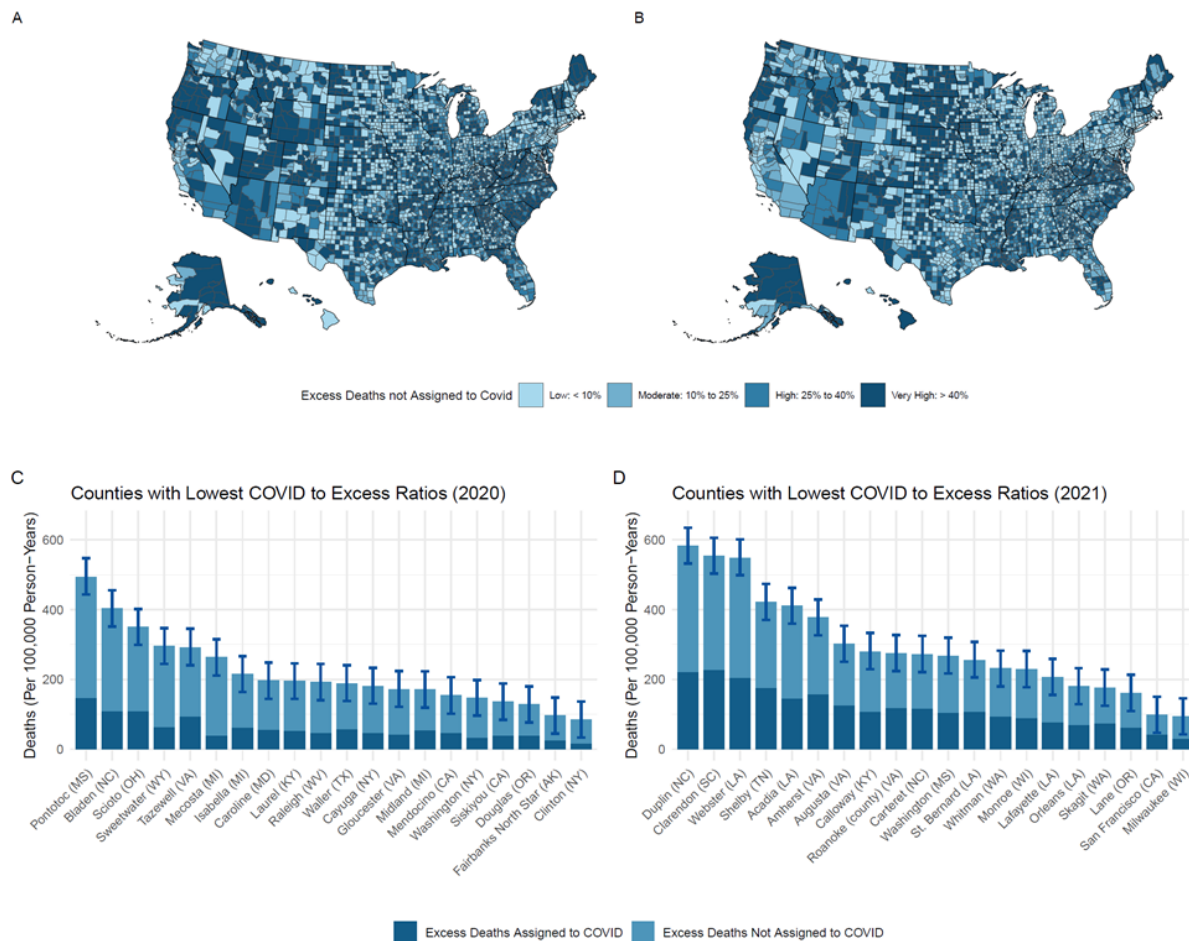 A
B
Excess Deaths not Assigned to Covid
Low: < 10%
Moderate: 10% to 25%
High: 25% to 40%
Very High: > 40%
C
Counties with Lowest COVID to Excess Ratios (2020)
Deaths (Per 100,000 Person−Years)
600
400
200
0
Pontotoc (MS)
Bladen (NC)
Scioto (OH)
Sweetwater (WY)
Tazewell (VA)
Mecosta (MI)
Isabella (MI)
Caroline (MD)
Laurel (KY)
Raleigh (WV)
Waller (TX)
Cayuga (NY)
Gloucester (VA)
Midland (MI)
Mendocino (CA)
Washington (NY)
Siskiyou (CA)
Douglas (OR)
Fairbanks North Star (AK)
Clinton (NY)
D
Counties with Lowest COVID to Excess Ratios (2021)
Deaths (Per 100,000 Person−Years)
600
400
200
0
Duplin (NC)
Clarendon (SC)
Webster (LA)
Shelby (TN)
Acadia (LA)
Amherst (VA)
Augusta (VA)
Calloway (KY)
Roanoke (county) (VA)
Carteret (NC)
Washington (MS)
St. Bernard (LA)
Whitman (WA)
Monroe (WI)
Lafayette (LA)
Orleans (LA)
Skagit (WA)
Lane (OR)
San Francisco (CA)
Milwaukee (WI)
Excess Deaths Assigned to COVID
Excess Deaths Not Assigned to COVID